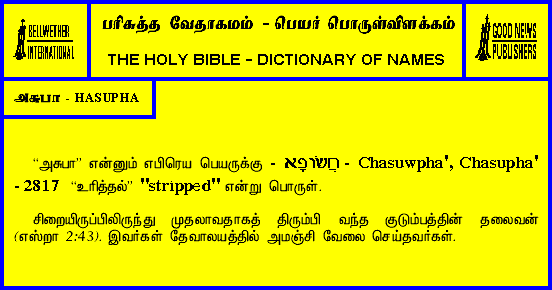 BELLWETHER
INTERNATIONAL
பரிசுத்த வேதாகமம் - பெயர் பொருள்விளக்கம்
THE HOLY BIBLE - DICTIONARY OF NAMES
GOOD NEWS
PUBLISHERS
அசுபா - HASUPHA
“அசுபா” என்னும் எபிரெய பெயருக்கு - חֲשׂוּפָא - Chasuwpha', Chasupha'
- 2817 “உரித்தல்” "stripped" என்று பொருள்.
சிறையிருப்பிலிருந்து முதலாவதாகத் திரும்பி வந்த குடும்பத்தின் தலைவன்
(எஸ்றா 2:43). இவர்கள் தேவாலயத்தில் அமஞ்சி வேலை செய்தவர்கள்.